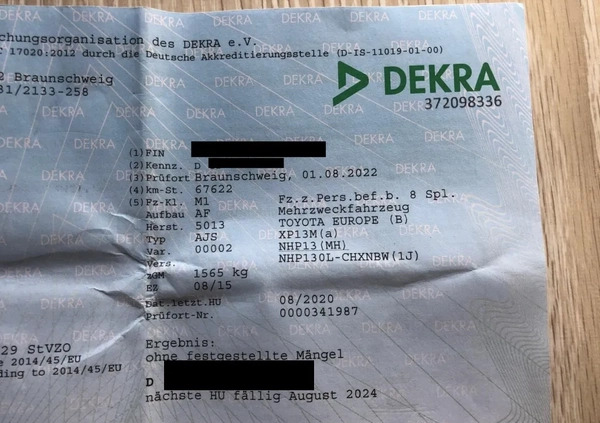 chungsorganisation des DEKRA e.V.
17020:2012 durch die Deutsche Akkreditierungsstelle (D-IS-11019-01-00)
2 Braunschweig
31/2133-258
DEKRA
372098336
(1) FIN
(2) Kennz. D
(3) Prüfort Braunschweig, 01.08.2022
(4) km-St. 67622
(5) Fz-Kl. M1 Fz.z.Pers.bef.b. 8 Spl.
Aufbau AF Mehrzweckfahrzeug
Herst. 5013 TOYOTA EUROPE (B)
Typ AJS XP13M(a)
Var. 00002 NHP13(MH)
Vers. NHP130L-CHXNBW(1J)
zGM 1565 kg
EZ 08/15
Dat.letzt.HU 08/2020
Prüfort-Nr. 0000341987
29 StVZO
e 2014/45/EU
ding to 2014/45/EU
Ergebnis:
ohne festgestellte Mängel
D
nächste HU fällig August 2024